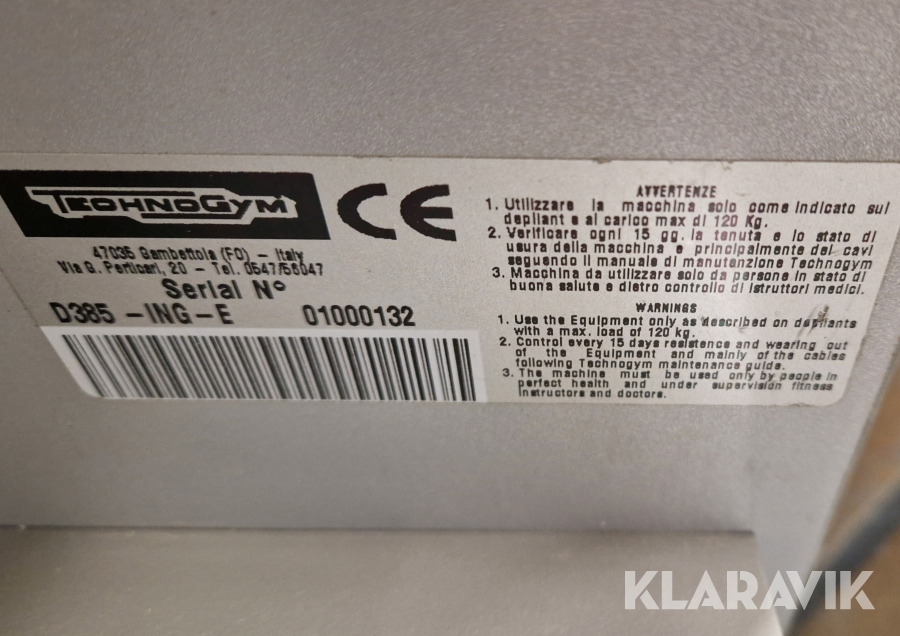 TECHNOGYM
CE
47035 Gambettola (FO) - Italy
Via G. Perticari, 20 - Tel. 0547/56047
Serial N°
D385 -ING-E 01000132
AVVERTENZE
1. Utilizzare la macchina solo come indicato sul
depliant e al carico max di 120 Kg.
2. Verificare ogni 15 gg. la tenuta e lo stato di
usura della macchina e principalmente dei cavi
seguendo il manuale di manutenzione Technogym
3. Macchina da utilizzare solo da persone in stato di
buona salute e dietro controllo di istruttori medici.
WARNINGS
1. Use the Equipment only as described on depliants
with a max. load of 120 kg.
2. Control every 15 days resistence and wearing out
of the Equipment and mainly of the cables
following Technogym maintenance guide.
3. The machine must be used only by people in
perfect health and under supervision fitness
instructors and doctors.
KLARAVIK